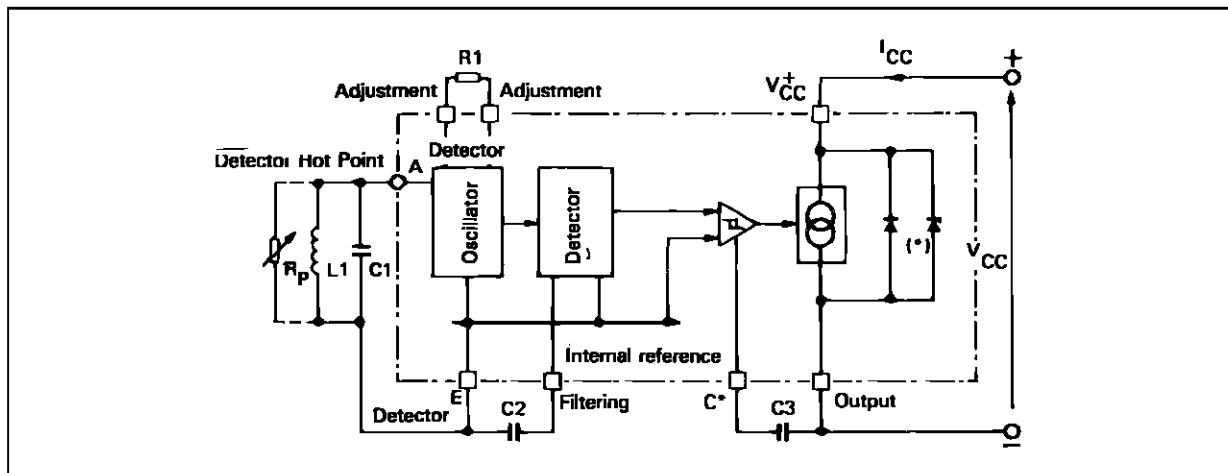 R1
I CC
+
Adjustment
Adjustment
V+CC
Detector
Detector Hot Point
A
Oscillator
Detector
Rp
L1
C1
(*)
VCC
Internal reference
E
Filtering
C*
Output
Detector
C2
C3
−